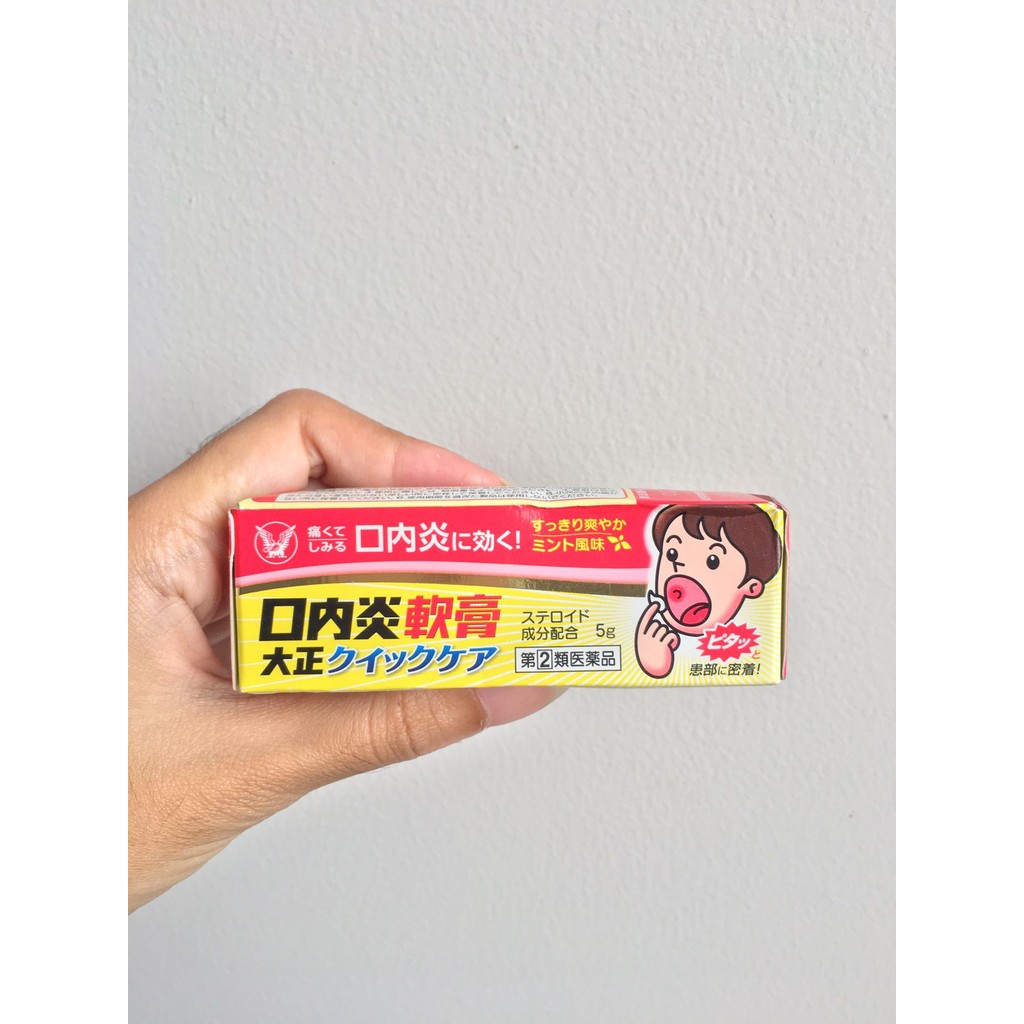 痛くて
しみる
口内炎に効く!
すっきり爽やか
ミント風味
口内炎軟膏
大正クイックケア
ステロイド
成分配合 5g
第②類医薬品
ピタッと
患部に密着!